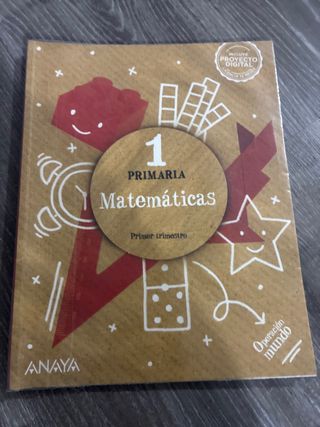 INCLUYE
PROYECTO
DIGITAL
1
PRIMARIA
Matemáticas
Primer trimestre
Operación
mundo
ANAYA